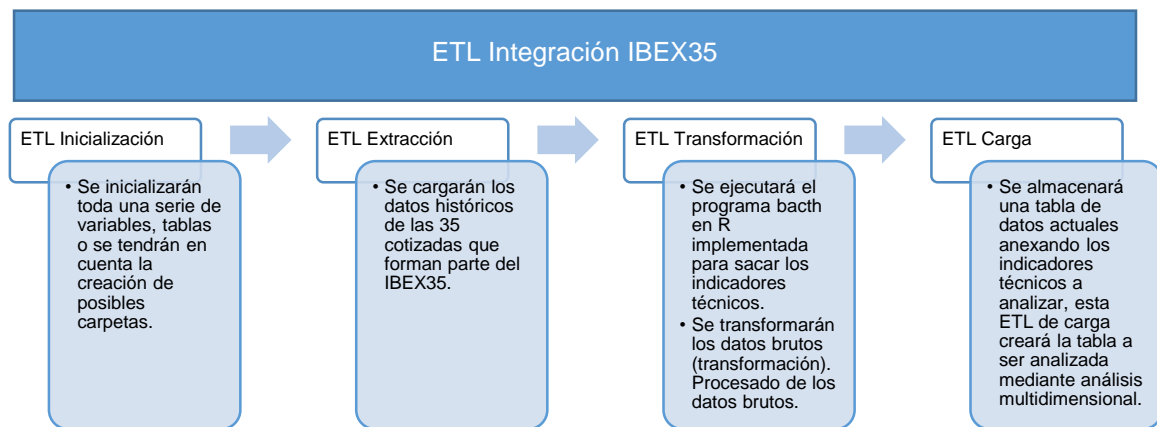 ETL Integración IBEX35
ETL Inicialización
• Se inicializarán
toda una serie de
variables, tablas
o se tendrán en
cuenta la
creación de
posibles
carpetas.
ETL Extracción
• Se cargarán los
datos históricos
de las 35
cotizadas que
forman parte del
IBEX35.
ETL Transformación
• Se ejecutará el
programa bacth
en R
implementada
para sacar los
indicadores
técnicos.
• Se transformarán
los datos brutos
(transformación).
Procesado de los
datos brutos.
ETL Carga
• Se almacenará
una tabla de
datos actuales
anexando los
indicadores
técnicos a
analizar, esta
ETL de carga
creará la tabla a
ser analizada
mediante análisis
multidimensional.